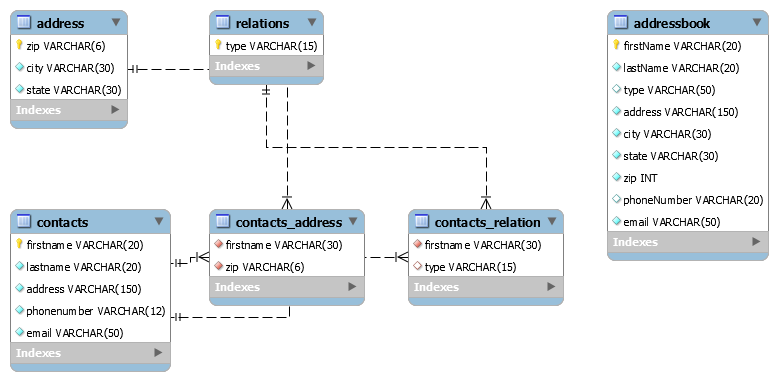 address
zip VARCHAR(6)
city VARCHAR(30)
state VARCHAR(30)
Indexes
relations
type VARCHAR(15)
Indexes
addressbook
firstName VARCHAR(20)
lastName VARCHAR(20)
type VARCHAR(50)
address VARCHAR(150)
city VARCHAR(30)
state VARCHAR(30)
zip INT
phoneNumber VARCHAR(20)
email VARCHAR(50)
Indexes
contacts
firstname VARCHAR(20)
lastname VARCHAR(20)
address VARCHAR(150)
phonenumber VARCHAR(12)
email VARCHAR(50)
Indexes
contacts_address
firstname VARCHAR(30)
zip VARCHAR(6)
Indexes
contacts_relation
firstname VARCHAR(30)
type VARCHAR(15)
Indexes